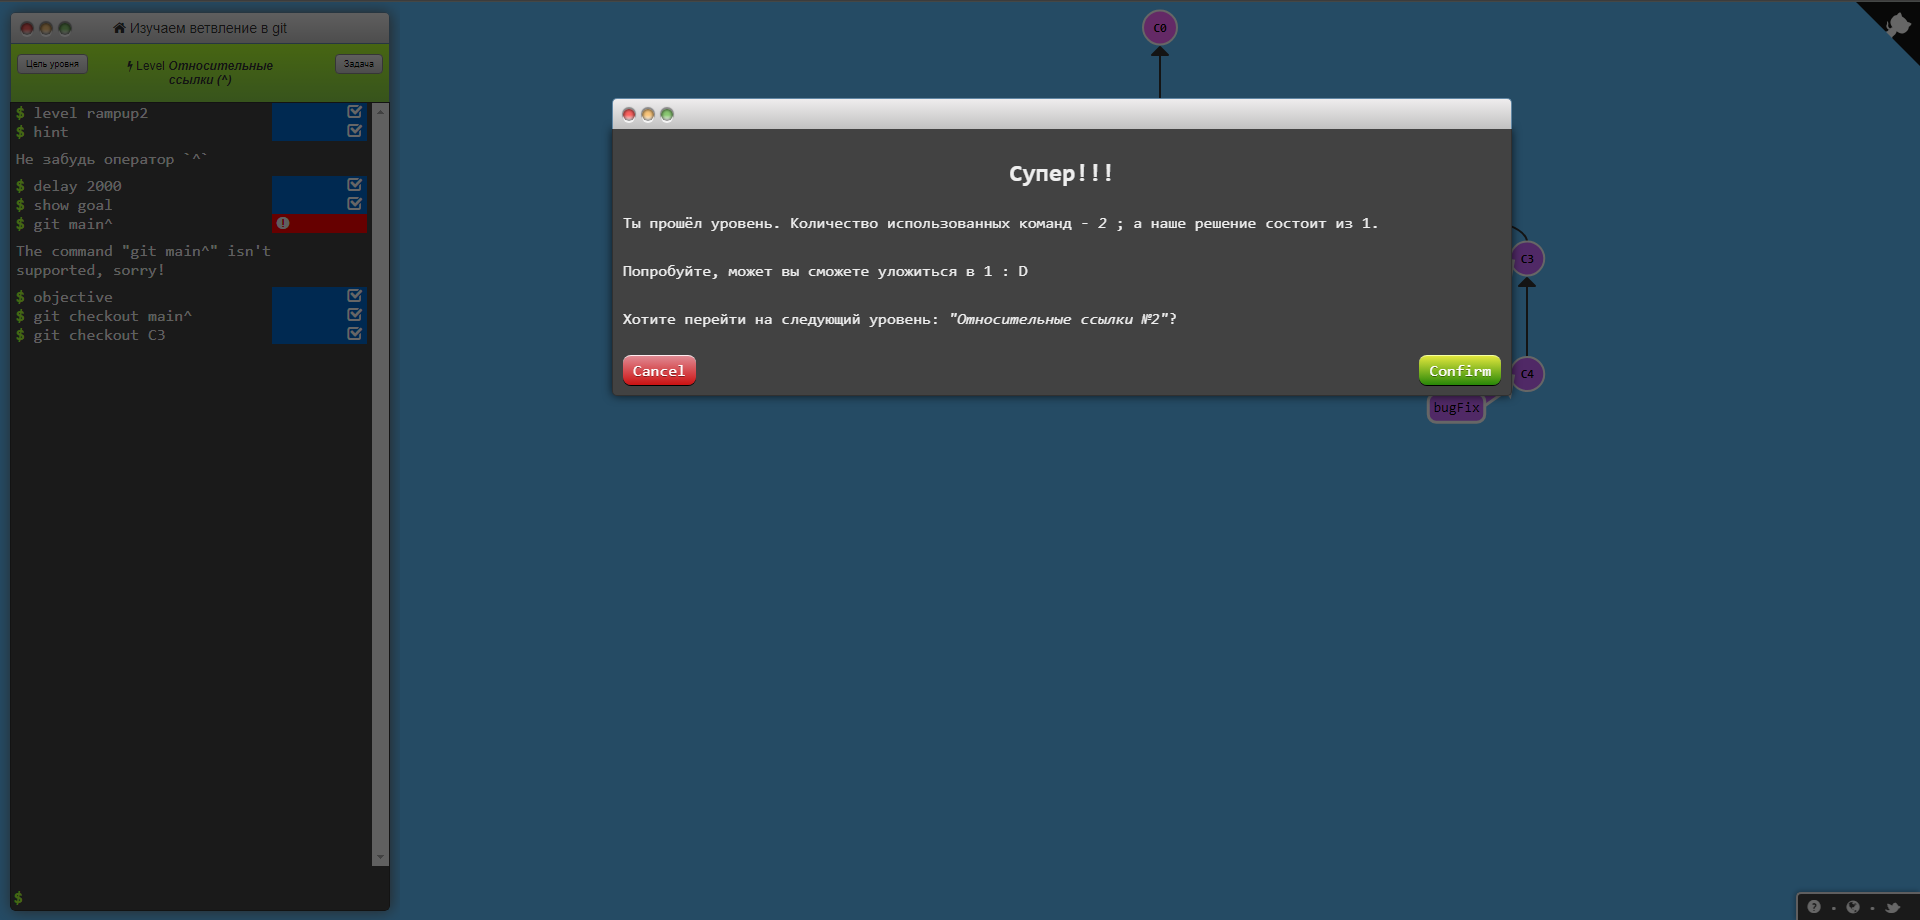 Изучаем ветвление в git
Цель уровня
Level Относительные
ссылки (^)
Задача
$ level rampup2
$ hint
Не забудь оператор `^`
$ delay 2000
$ show goal
$ git main^
The command "git main^" isn't
supported, sorry!
$ objective
$ git checkout main^
$ git checkout C3
$
C0
Супер!!!
Ты прошёл уровень. Количество использованных команд - 2 ; а наше решение состоит из 1.
Попробуйте, может вы сможете уложиться в 1 : D
Хотите перейти на следующий уровень: "Относительные ссылки №2"?
Cancel
Confirm
C3
C4
bugFix